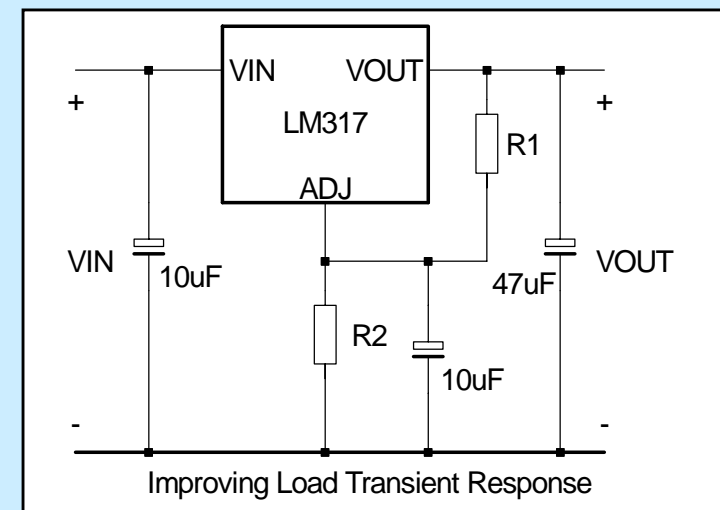 VIN VOUT
LM317
+ +
R1
ADJ
VIN 10uF 47uF VOUT
R2
10uF
- -
Improving Load Transient Response